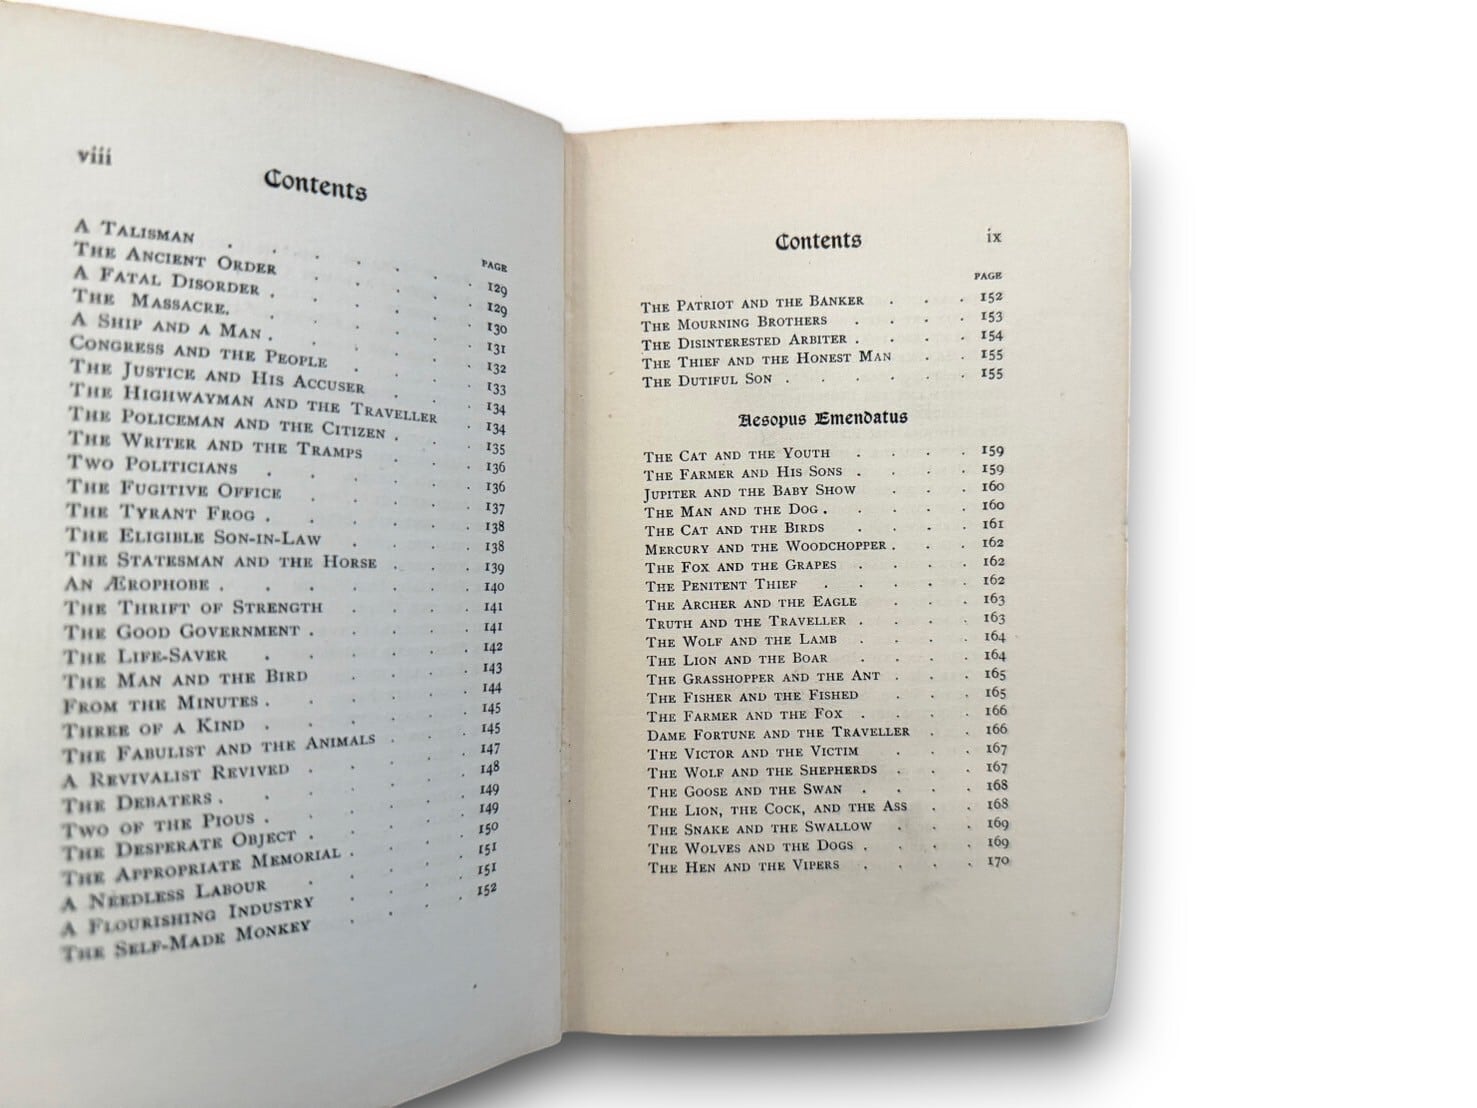 viii
Contents
PAGE
A Talisman . . . . . . . 129
The Ancient Order . . . . . 129
A Fatal Disorder . . . . . 130
The Massacre. . . . . . 131
A Ship and a Man . . . . . 132
Congress and the People . . . . 133
The Justice and His Accuser . . . 134
The Highwayman and the Traveller . 134
The Policeman and the Citizen . . . 135
The Writer and the Tramps . . . 136
Two Politicians . . . . . . 136
The Fugitive Office . . . . . 137
The Tyrant Frog . . . . . . 138
The Eligible Son-in-Law . . . . 138
The Statesman and the Horse . . . 139
An Ærophobe . . . . . . 140
The Thrift of Strength . . . . 141
The Good Government . . . . . 141
The Life-Saver . . . . . . 142
The Man and the Bird . . . . 143
From the Minutes . . . . . . 144
Three of a Kind . . . . . . 145
The Fabulist and the Animals . . . 145
A Revivalist Revived . . . . . 147
The Debaters . . . . . . . 148
Two of the Pious . . . . . . 149
The Desperate Object . . . . . 149
The Appropriate Memorial . . . . 150
A Needless Labour . . . . . 151
A Flourishing Industry . . . . 151
The Self-Made Monkey . . . . 152
Contents ix
PAGE
The Patriot and the Banker . . . 152
The Mourning Brothers . . . . 153
The Disinterested Arbiter . . . . 154
The Thief and the Honest Man . . 155
The Dutiful Son . . . . . . 155
Aesopus Emendatus
The Cat and the Youth . . . . 159
The Farmer and His Sons . . . . 159
Jupiter and the Baby Show . . . 160
The Man and the Dog . . . . . 160
The Cat and the Birds . . . . 161
Mercury and the Woodchopper . . . 162
The Fox and the Grapes . . . . 162
The Penitent Thief . . . . . 162
The Archer and the Eagle . . . 163
Truth and the Traveller . . . . 163
The Wolf and the Lamb . . . . 164
The Lion and the Boar . . . . 164
The Grasshopper and the Ant . . . 165
The Fisher and the Fished . . . 165
The Farmer and the Fox . . . . 166
Dame Fortune and the Traveller . . 166
The Victor and the Victim . . . 167
The Wolf and the Shepherds . . . 167
The Goose and the Swan . . . . 168
The Lion, the Cock, and the Ass . . 168
The Snake and the Swallow . . . 169
The Wolves and the Dogs . . . . 169
The Hen and the Vipers . . . . 170